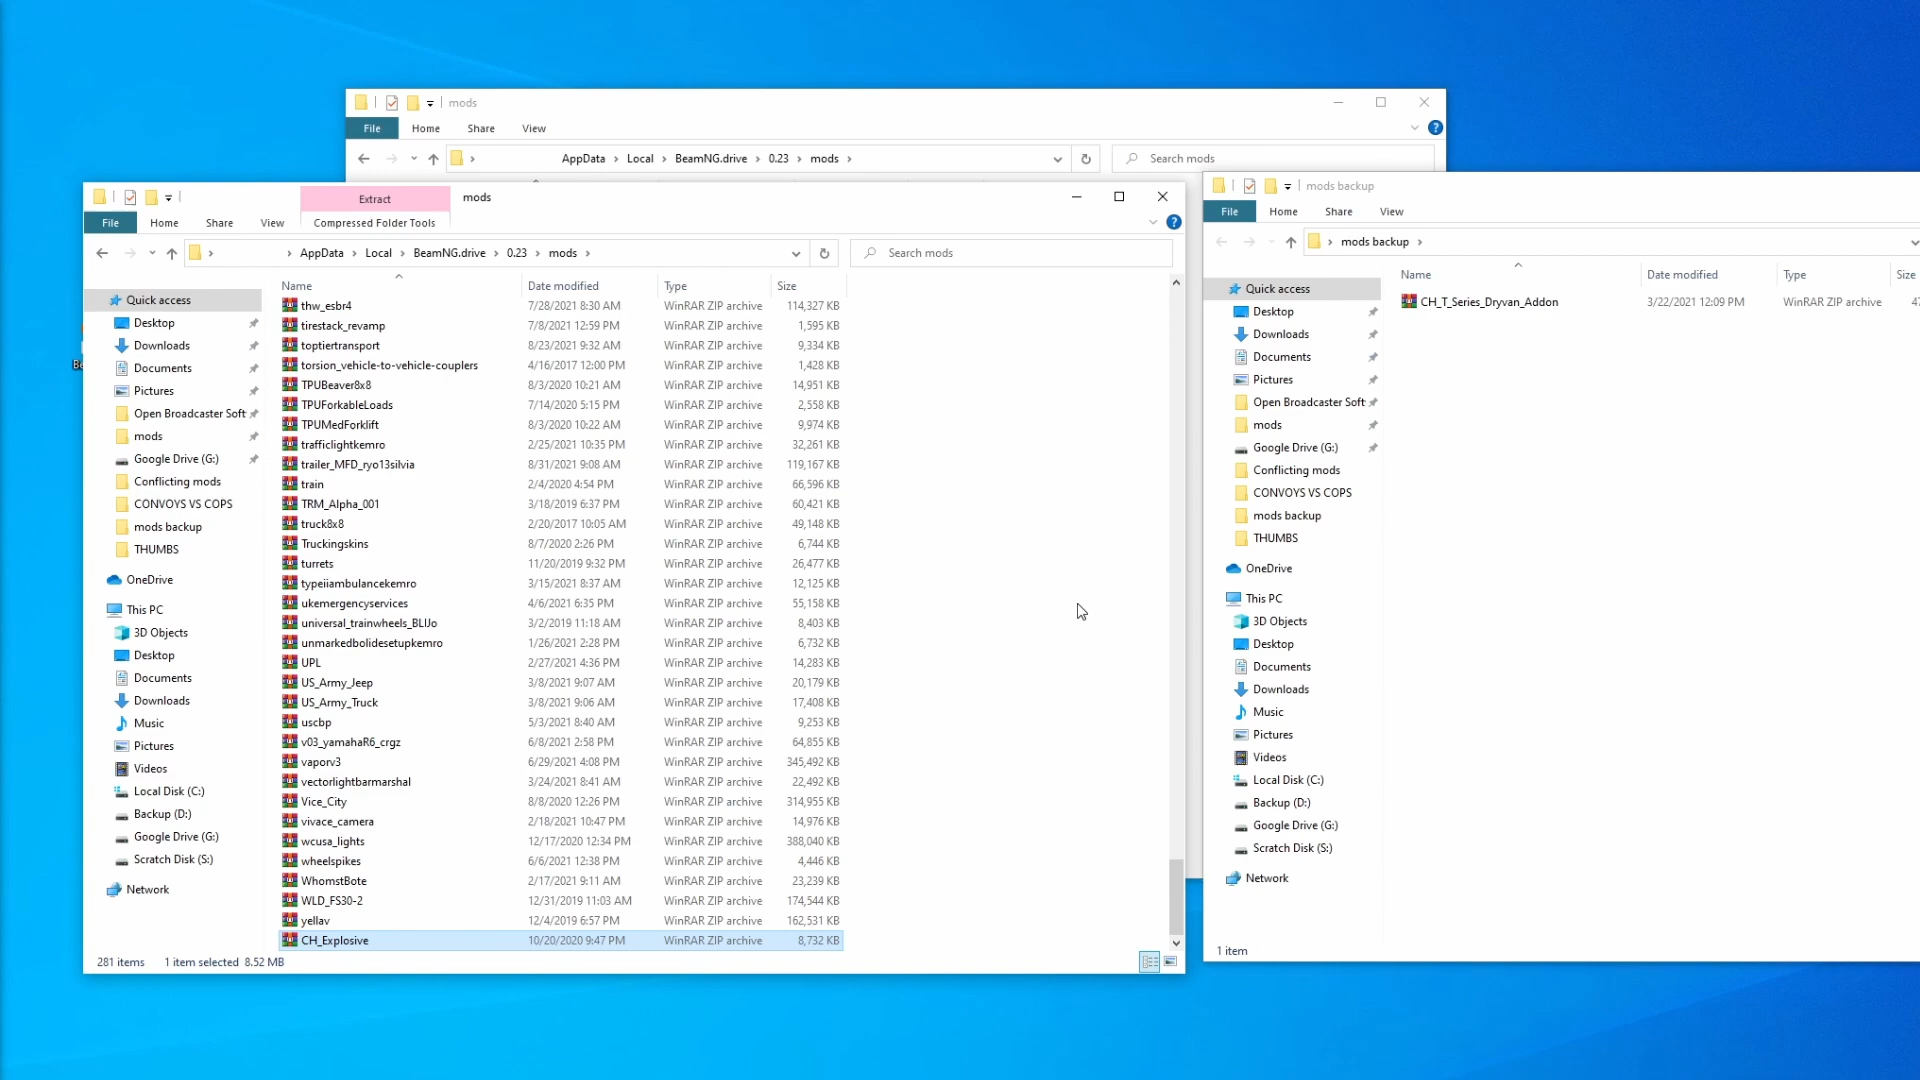 mods
File Home Share View
AppData › Local › BeamNG.drive › 0.23 › mods ›
Search mods
Extract
mods
File Home Share View Compressed Folder Tools
AppData › Local › BeamNG.drive › 0.23 › mods ›
Search mods
Quick access
Desktop
Downloads
Documents
Pictures
Open Broadcaster Soft
mods
Google Drive (G:)
Conflicting mods
CONVOYS VS COPS
mods backup
THUMBS
OneDrive
This PC
3D Objects
Desktop
Documents
Downloads
Music
Pictures
Videos
Local Disk (C:)
Backup (D:)
Google Drive (G:)
Scratch Disk (S:)
Network
Name Date modified Type Size
thw_esbr4 7/28/2021 8:30 AM WinRAR ZIP archive 114,327 KB
tirestack_revamp 7/8/2021 12:59 PM WinRAR ZIP archive 1,595 KB
toptiertransport 8/23/2021 9:32 AM WinRAR ZIP archive 9,334 KB
torsion_vehicle-to-vehicle-couplers 4/16/2017 12:00 PM WinRAR ZIP archive 1,428 KB
TPUBeaver8x8 8/3/2020 10:21 AM WinRAR ZIP archive 14,951 KB
TPUForkableLoads 7/14/2020 5:15 PM WinRAR ZIP archive 2,558 KB
TPUMedForklift 8/3/2020 10:22 AM WinRAR ZIP archive 9,974 KB
trafficlightkemro 2/25/2021 10:35 PM WinRAR ZIP archive 32,261 KB
trailer_MFD_ryo13silvia 8/31/2021 9:08 AM WinRAR ZIP archive 119,167 KB
train 2/4/2020 4:54 PM WinRAR ZIP archive 66,596 KB
TRM_Alpha_001 3/18/2019 6:37 PM WinRAR ZIP archive 60,421 KB
truck8x8 2/20/2017 10:05 AM WinRAR ZIP archive 49,148 KB
Truckingskins 8/7/2020 2:26 PM WinRAR ZIP archive 6,744 KB
turrets 11/20/2019 9:32 PM WinRAR ZIP archive 26,477 KB
typeiiambulancekemro 3/15/2021 8:37 AM WinRAR ZIP archive 12,125 KB
ukemergencyservices 4/6/2021 6:35 PM WinRAR ZIP archive 55,158 KB
universal_trainwheels_BLIJo 3/2/2019 11:18 AM WinRAR ZIP archive 8,403 KB
unmarkedbolidesetupkemro 1/26/2021 2:28 PM WinRAR ZIP archive 6,732 KB
UPL 2/27/2021 4:36 PM WinRAR ZIP archive 14,283 KB
US_Army_Jeep 3/8/2021 9:07 AM WinRAR ZIP archive 20,179 KB
US_Army_Truck 3/8/2021 9:06 AM WinRAR ZIP archive 17,408 KB
uscbp 5/3/2021 8:40 AM WinRAR ZIP archive 9,253 KB
v03_yamahaR6_crgz 6/8/2021 2:58 PM WinRAR ZIP archive 64,855 KB
vaporv3 6/29/2021 4:08 PM WinRAR ZIP archive 345,492 KB
vectorlightbarmarshal 3/24/2021 8:41 AM WinRAR ZIP archive 22,492 KB
Vice_City 8/8/2020 12:26 PM WinRAR ZIP archive 314,955 KB
vivace_camera 2/18/2021 10:47 PM WinRAR ZIP archive 14,976 KB
wcusa_lights 12/17/2020 12:34 PM WinRAR ZIP archive 388,040 KB
wheelspikes 6/6/2021 12:38 PM WinRAR ZIP archive 4,446 KB
WhomstBote 2/17/2021 9:11 AM WinRAR ZIP archive 23,239 KB
WLD_FS30-2 12/31/2019 11:03 AM WinRAR ZIP archive 174,544 KB
yellav 12/4/2019 6:57 PM WinRAR ZIP archive 162,531 KB
CH_Explosive 10/20/2020 9:47 PM WinRAR ZIP archive 8,732 KB
281 items 1 item selected 8.52 MB
mods backup
File Home Share View
› mods backup ›
Quick access
Desktop
Downloads
Documents
Pictures
Open Broadcaster Soft
mods
Google Drive (G:)
Conflicting mods
CONVOYS VS COPS
mods backup
THUMBS
OneDrive
This PC
3D Objects
Desktop
Documents
Downloads
Music
Pictures
Videos
Local Disk (C:)
Backup (D:)
Google Drive (G:)
Scratch Disk (S:)
Network
Name Date modified Type Size
CH_T_Series_Dryvan_Addon 3/22/2021 12:09 PM WinRAR ZIP archive
1 item